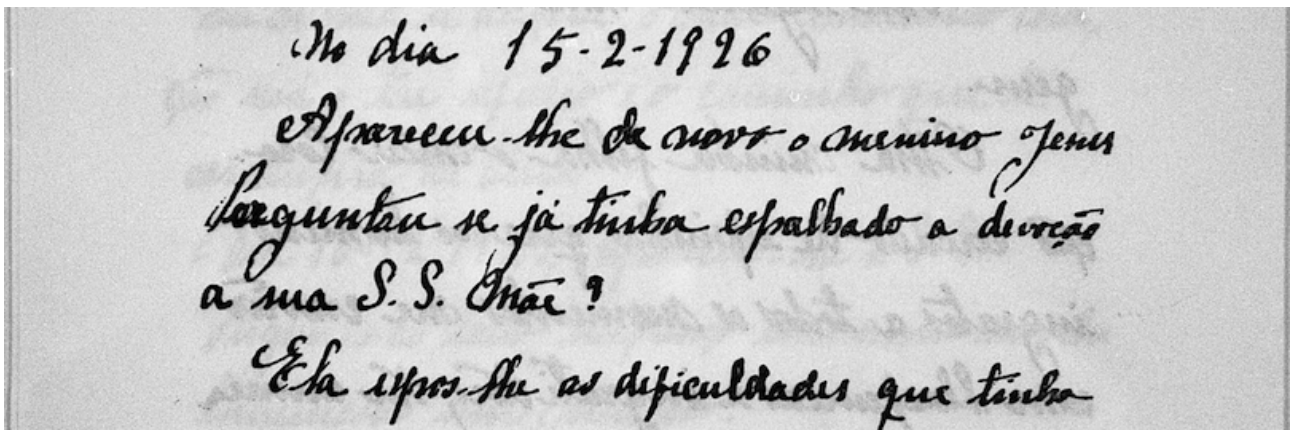 No dia 15-2-1926
Apareceu-lhe de novo o menino Jesus
Perguntou se já tinha espalhado a devoção
a sua S. S. Mãe?
Ela espos-lhe as dificuldades que tinha